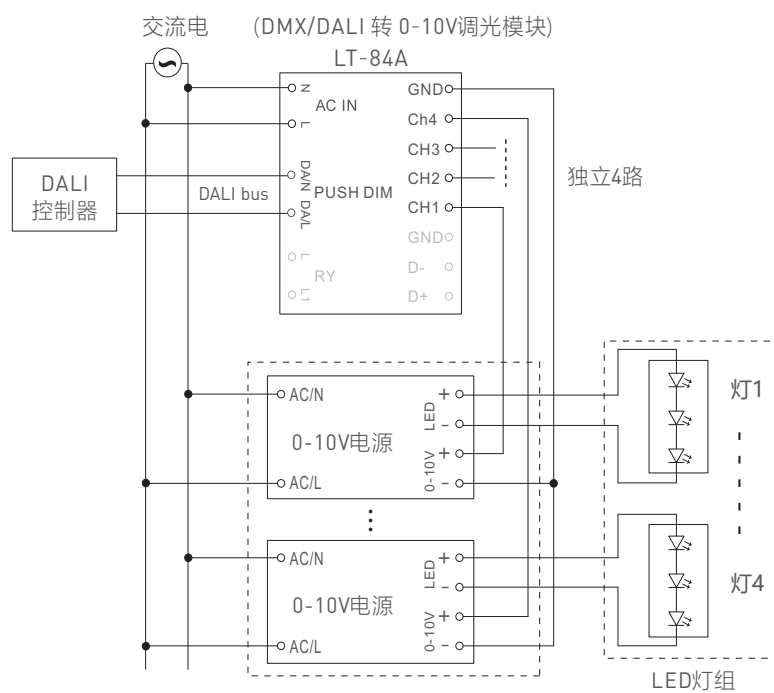 交流电
(DMX/DALI 转 0-10V调光模块)
LT-84A
N
AC IN
L
DA/N
PUSH DIM
DA/L
L
RY
L1
GND
Ch4
CH3
CH2
CH1
GND
D-
D+
DALI
控制器
DALI bus
独立4路
AC/N
0-10V电源
AC/L
+
LED
-
+
0-10V
-
灯1
AC/N
0-10V电源
AC/L
+
LED
-
+
0-10V
-
灯4
LED灯组